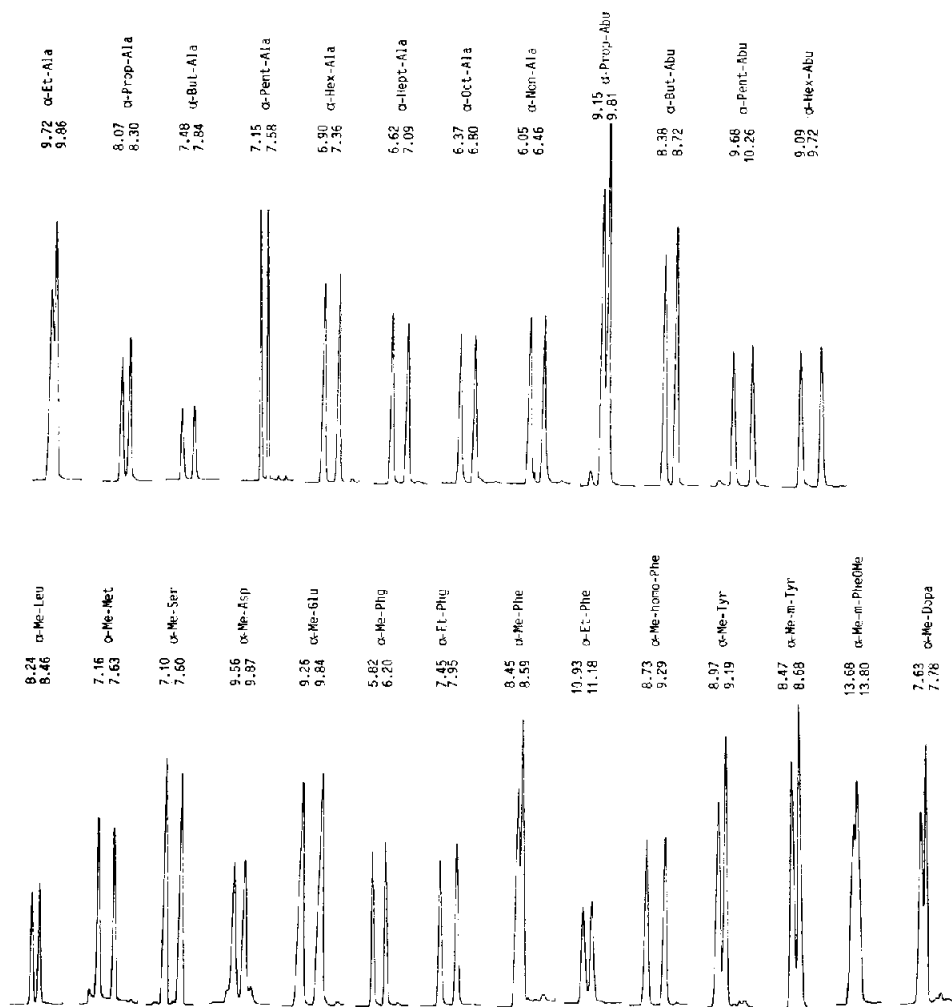 9.72 α-Et-Ala
9.86
8.07 α-Prop-Ala
8.30
7.48 α-But-Ala
7.84
7.15 α-Pent-Ala
7.58
6.90 α-Hex-Ala
7.36
6.62 α-Hept-Ala
7.09
6.37 α-Oct-Ala
6.80
6.05 α-Non-Ala
6.46
9.15 α-Prop-Abu
9.81
8.38 α-But-Abu
8.72
9.68 α-Pent-Abu
10.26
9.09 α-Hex-Abu
9.72
8.24 α-Me-Leu
8.46
7.16 α-Me-Met
7.63
7.10 α-Me-Ser
7.60
9.56 α-Me-Asp
9.87
9.26 α-Me-Glu
9.84
5.82 α-Me-Phg
6.20
7.45 α-Et-Phg
7.95
8.45 α-Me-Phe
8.59
10.93 α-Et-Phe
11.18
8.73 α-Me-homo-Phe
9.29
8.97 α-Me-Tyr
9.19
8.47 α-Me-m-Tyr
8.68
13.68 α-Me-m-PheOMe
13.80
7.63 α-Me-Dopa
7.78